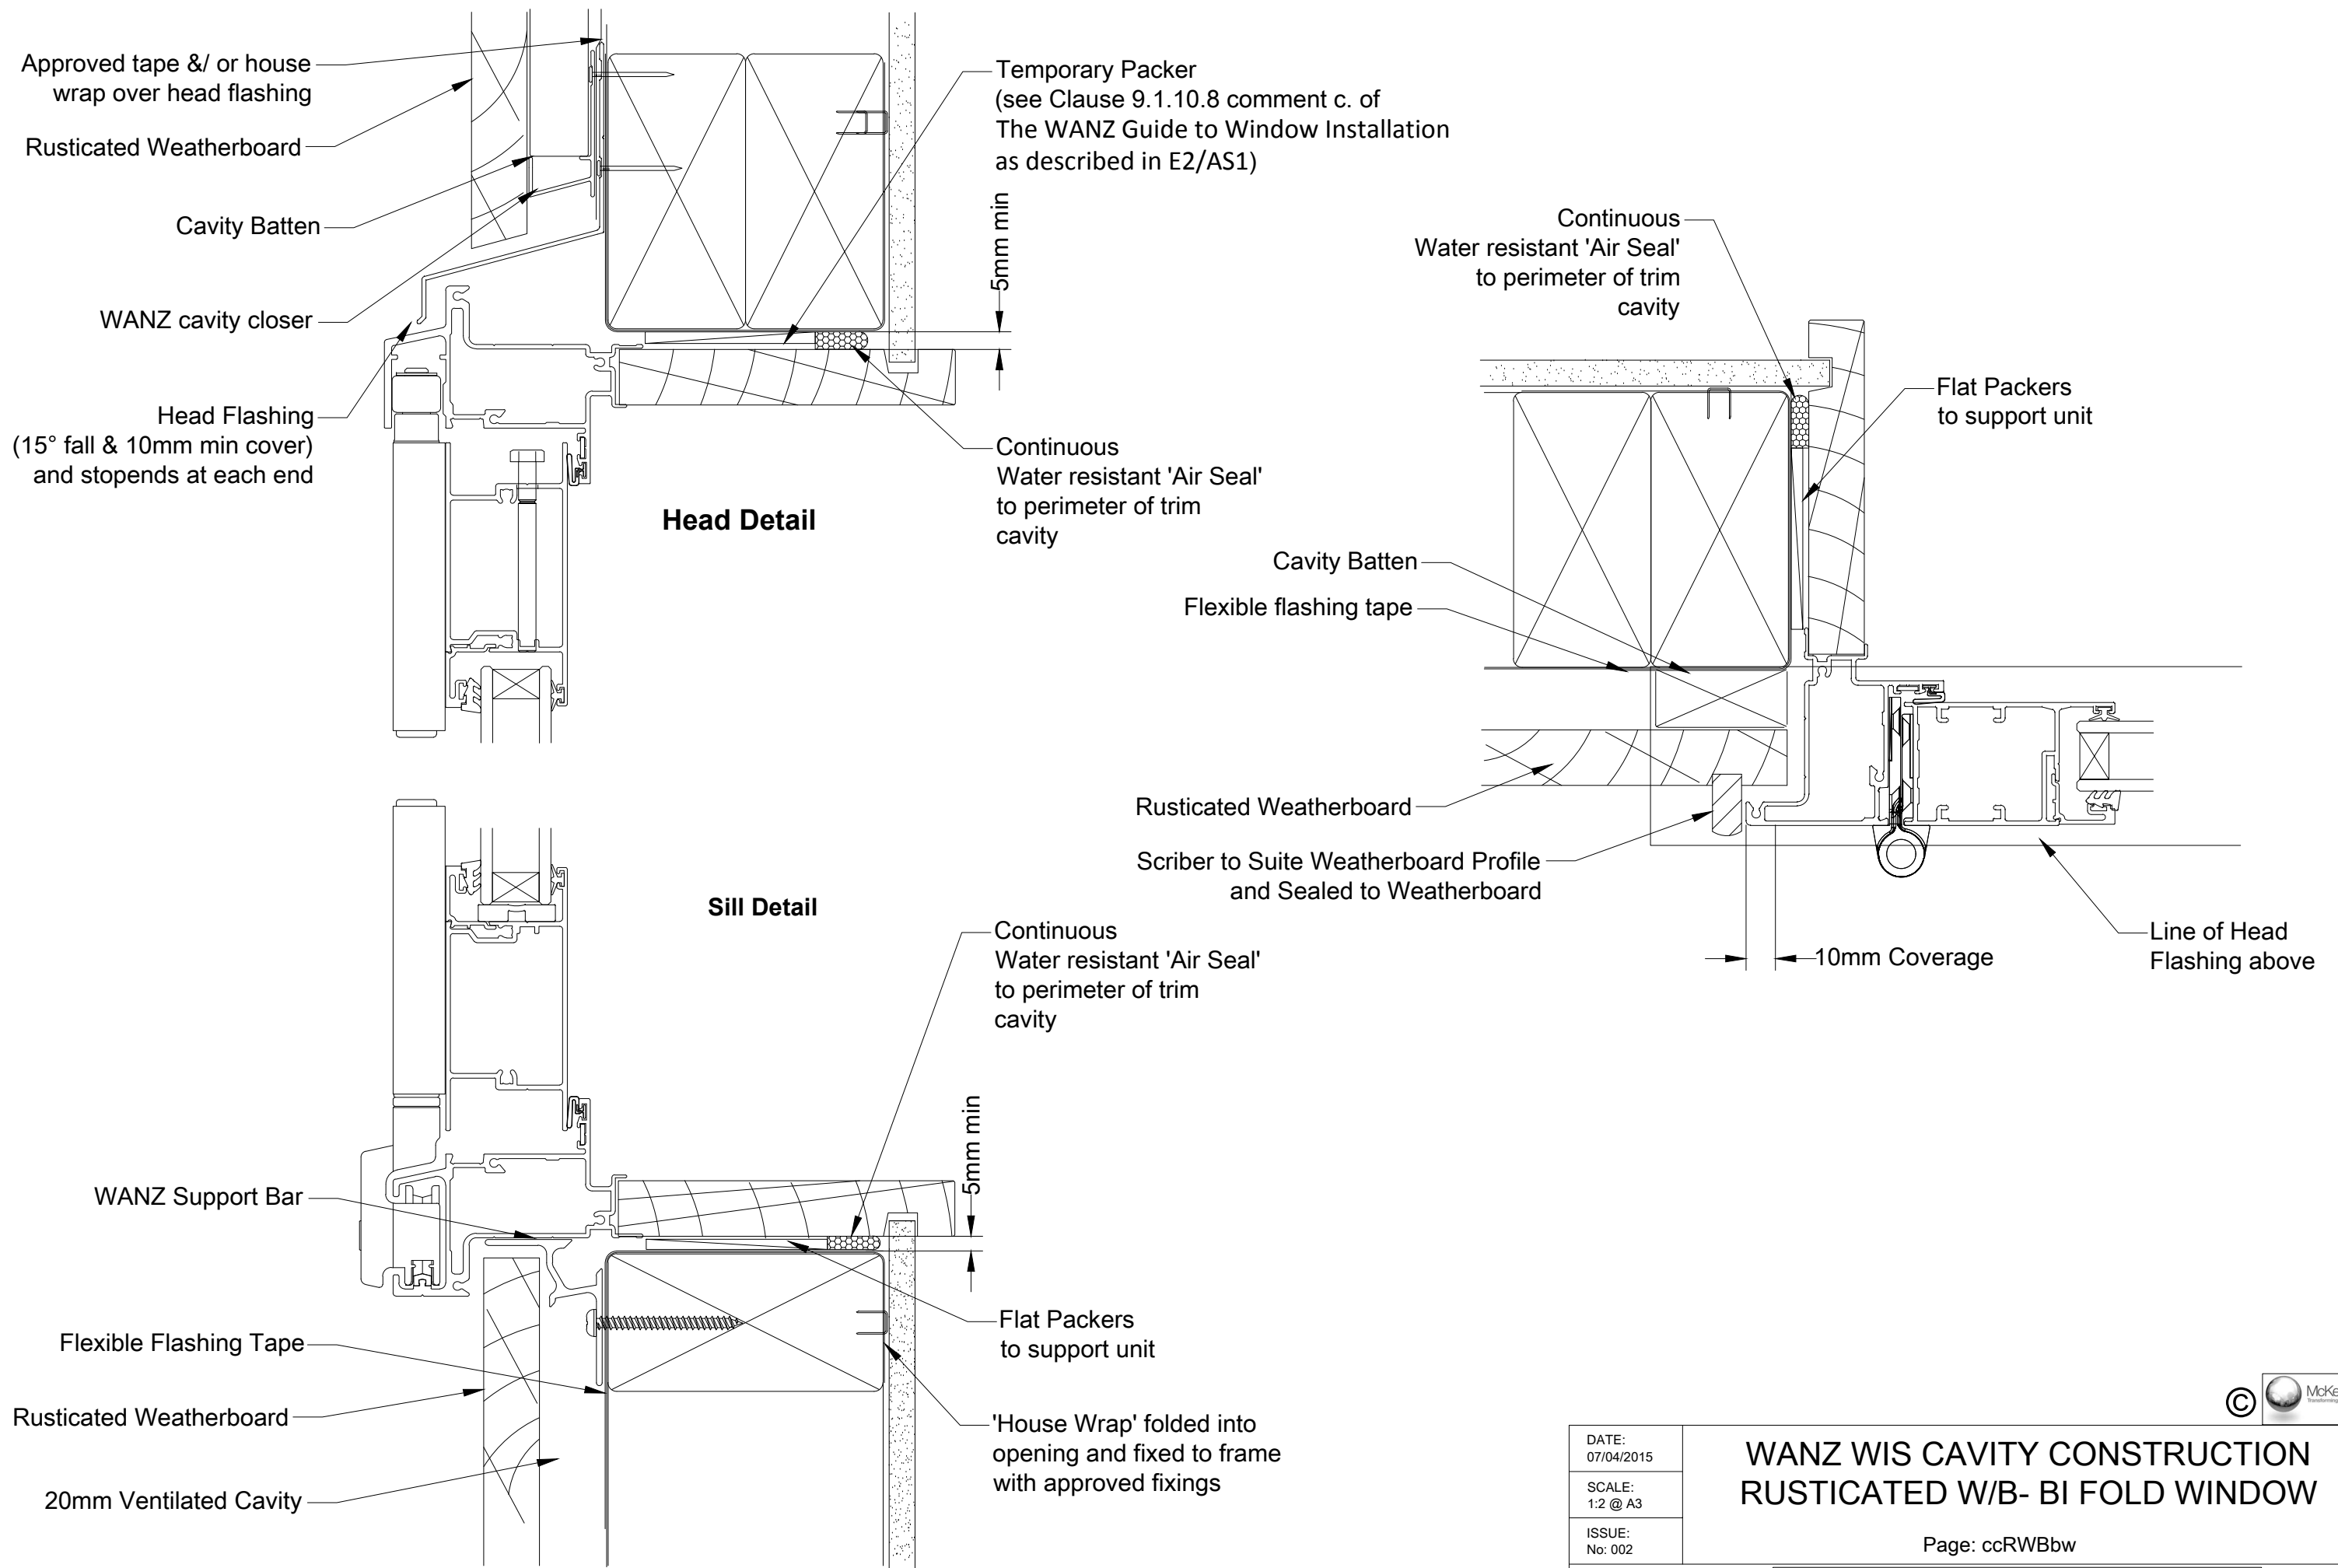 Approved tape &/ or house
wrap over head flashing
Rusticated Weatherboard
Cavity Batten
WANZ cavity closer
Head Flashing
(15° fall & 10mm min cover)
and stopends at each end
Temporary Packer
(see Clause 9.1.10.8 comment c. of
The WANZ Guide to Window Installation
as described in E2/AS1)
5mm min
Continuous
Water resistant 'Air Seal'
to perimeter of trim
cavity
Head Detail
Continuous
Water resistant 'Air Seal'
to perimeter of trim
cavity
Flat Packers
to support unit
Cavity Batten
Flexible flashing tape
Rusticated Weatherboard
Scriber to Suite Weatherboard Profile
and Sealed to Weatherboard
10mm Coverage
Line of Head
Flashing above
Sill Detail
Continuous
Water resistant 'Air Seal'
to perimeter of trim
cavity
5mm min
WANZ Support Bar
Flexible Flashing Tape
Rusticated Weatherboard
20mm Ventilated Cavity
Flat Packers
to support unit
'House Wrap' folded into
opening and fixed to frame
with approved fixings
©
DATE:
07/04/2015
SCALE:
1:2 @ A3
ISSUE:
No: 002
WANZ WIS CAVITY CONSTRUCTION
RUSTICATED W/B- BI FOLD WINDOW
Page: ccRWBbw